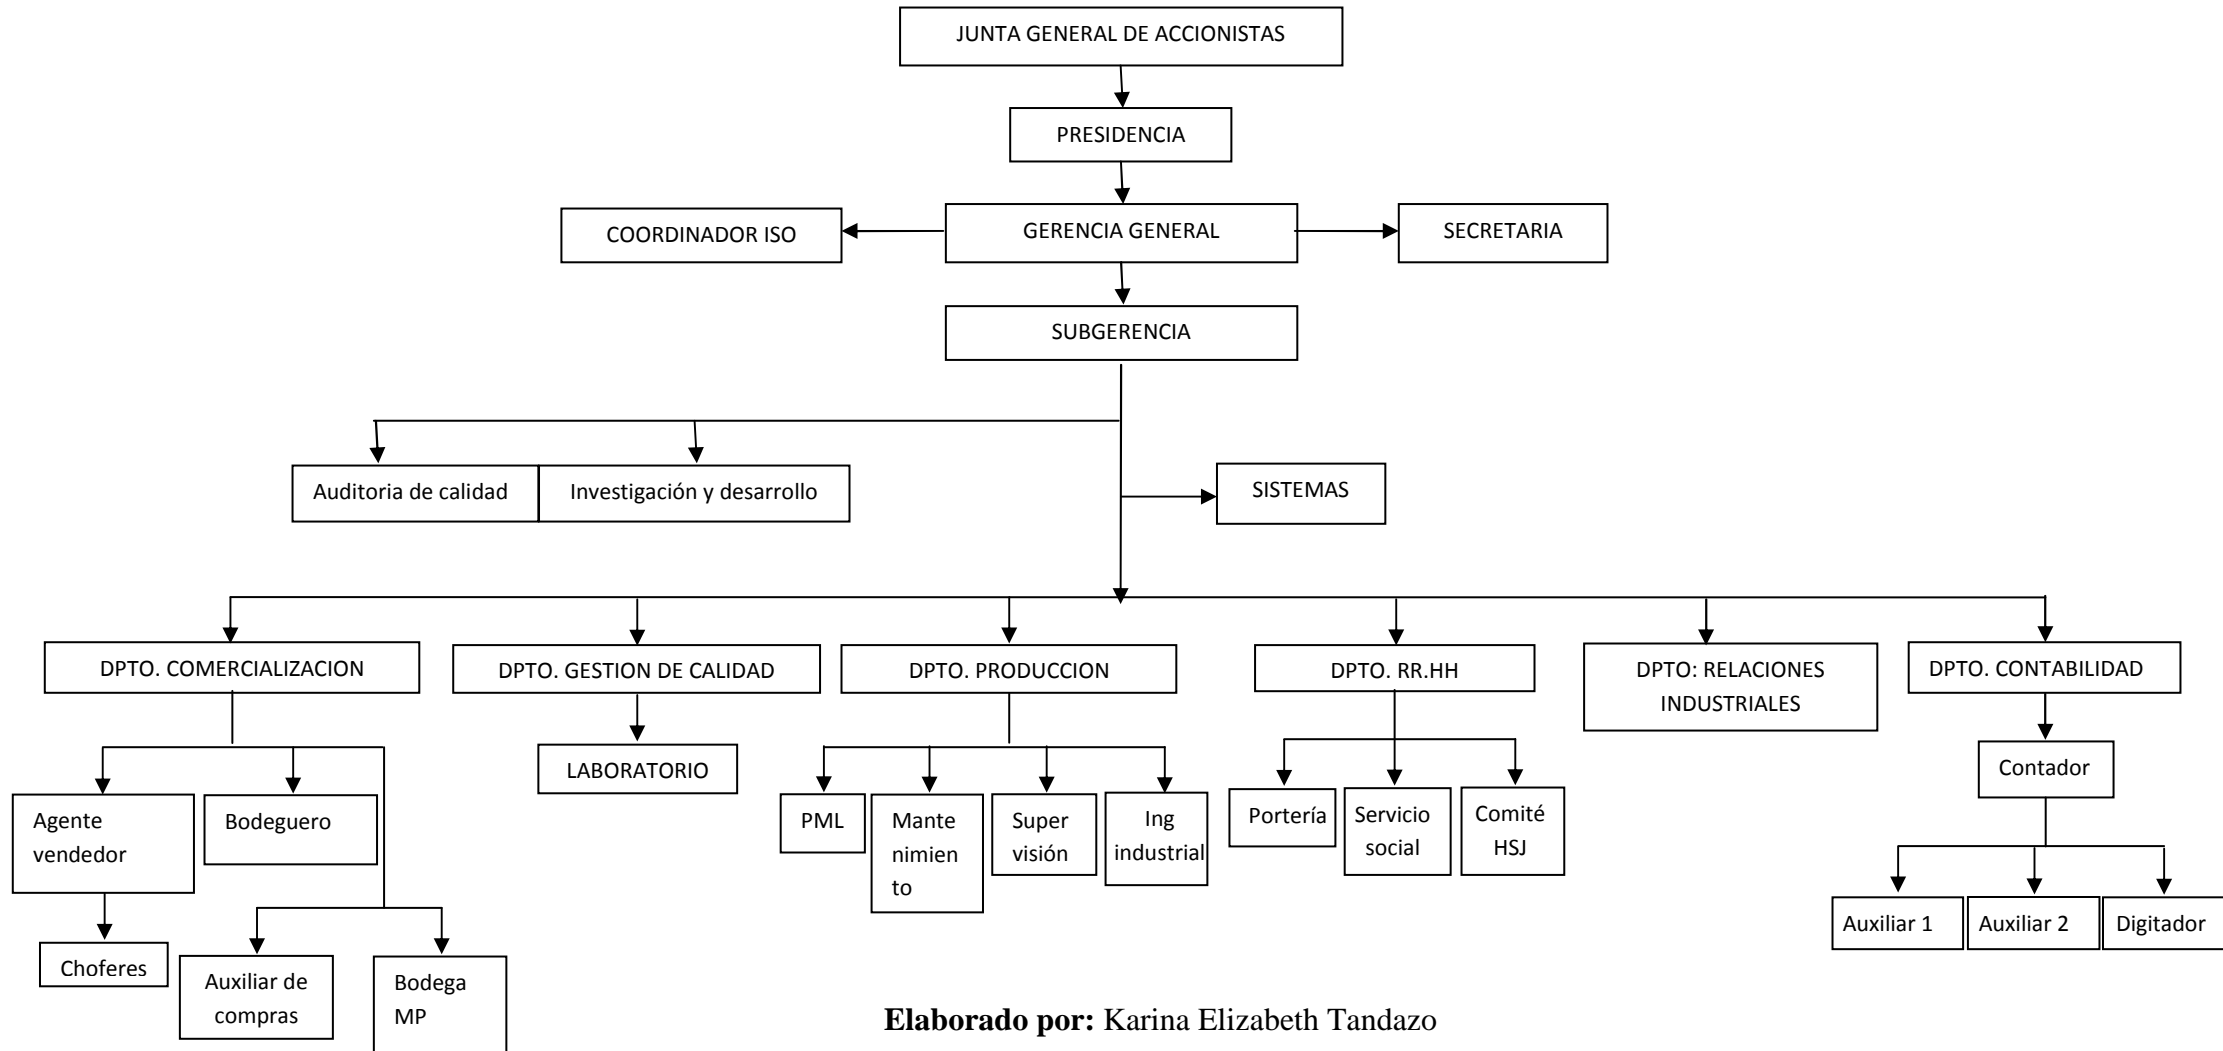 JUNTA GENERAL DE ACCIONISTAS
PRESIDENCIA
COORDINADOR ISO
GERENCIA GENERAL
SECRETARIA
SUBGERENCIA
Auditoria de calidad
Investigación y desarrollo
SISTEMAS
DPTO. COMERCIALIZACION
DPTO. GESTION DE CALIDAD
DPTO. PRODUCCION
DPTO. RR.HH
DPTO: RELACIONES
INDUSTRIALES
DPTO. CONTABILIDAD
LABORATORIO
Contador
Agente
vendedor
Bodeguero
PML
Mante
nimien
to
Super
visión
Ing
industrial
Portería
Servicio
social
Comité
HSJ
Auxiliar 1
Auxiliar 2
Digitador
Choferes
Auxiliar de
compras
Bodega
MP
Elaborado por: Karina Elizabeth Tandazo